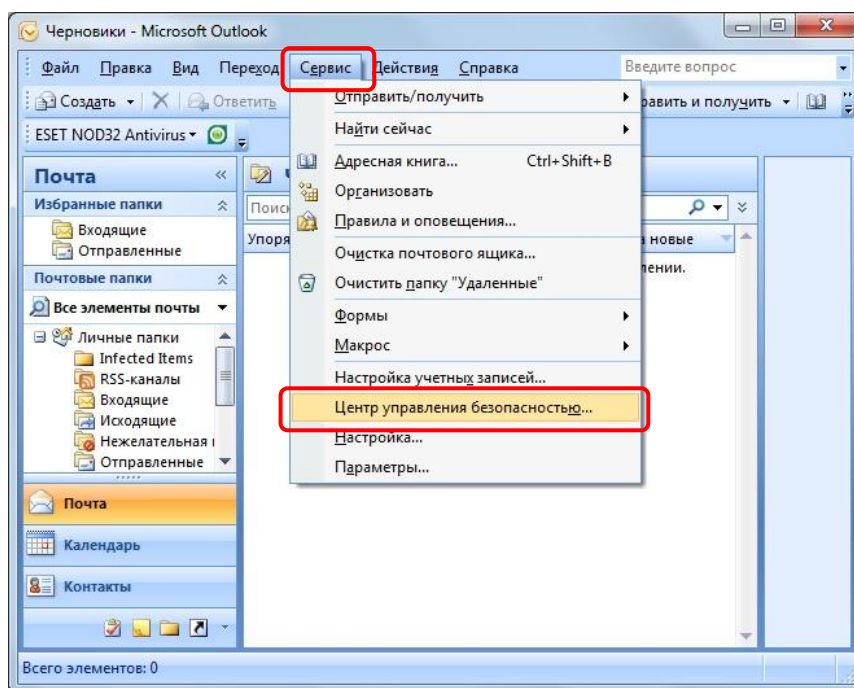 Черновики - Microsoft Outlook
Файл Правка Вид Переход Сервис Действия Справка Введите вопрос
Создать Ответить равить и получить
ESET NOD32 Antivirus
Почта
Избранные папки
Входящие
Отправленные
Почтовые папки
Все элементы почты
Личные папки
Infected Items
RSS-каналы
Входящие
Исходящие
Нежелательная
Отправленные
Почта
Календарь
Контакты
Всего элементов: 0
Отправить/получить
Найти сейчас
Адресная книга... Ctrl+Shift+B
Организовать
Правила и оповещения...
Очистка почтового ящика...
Очистить папку "Удаленные"
Формы
Макрос
Настройка учетных записей...
Центр управления безопасностью...
Настройка...
Параметры...
Поиск
Упоря новые
лении.